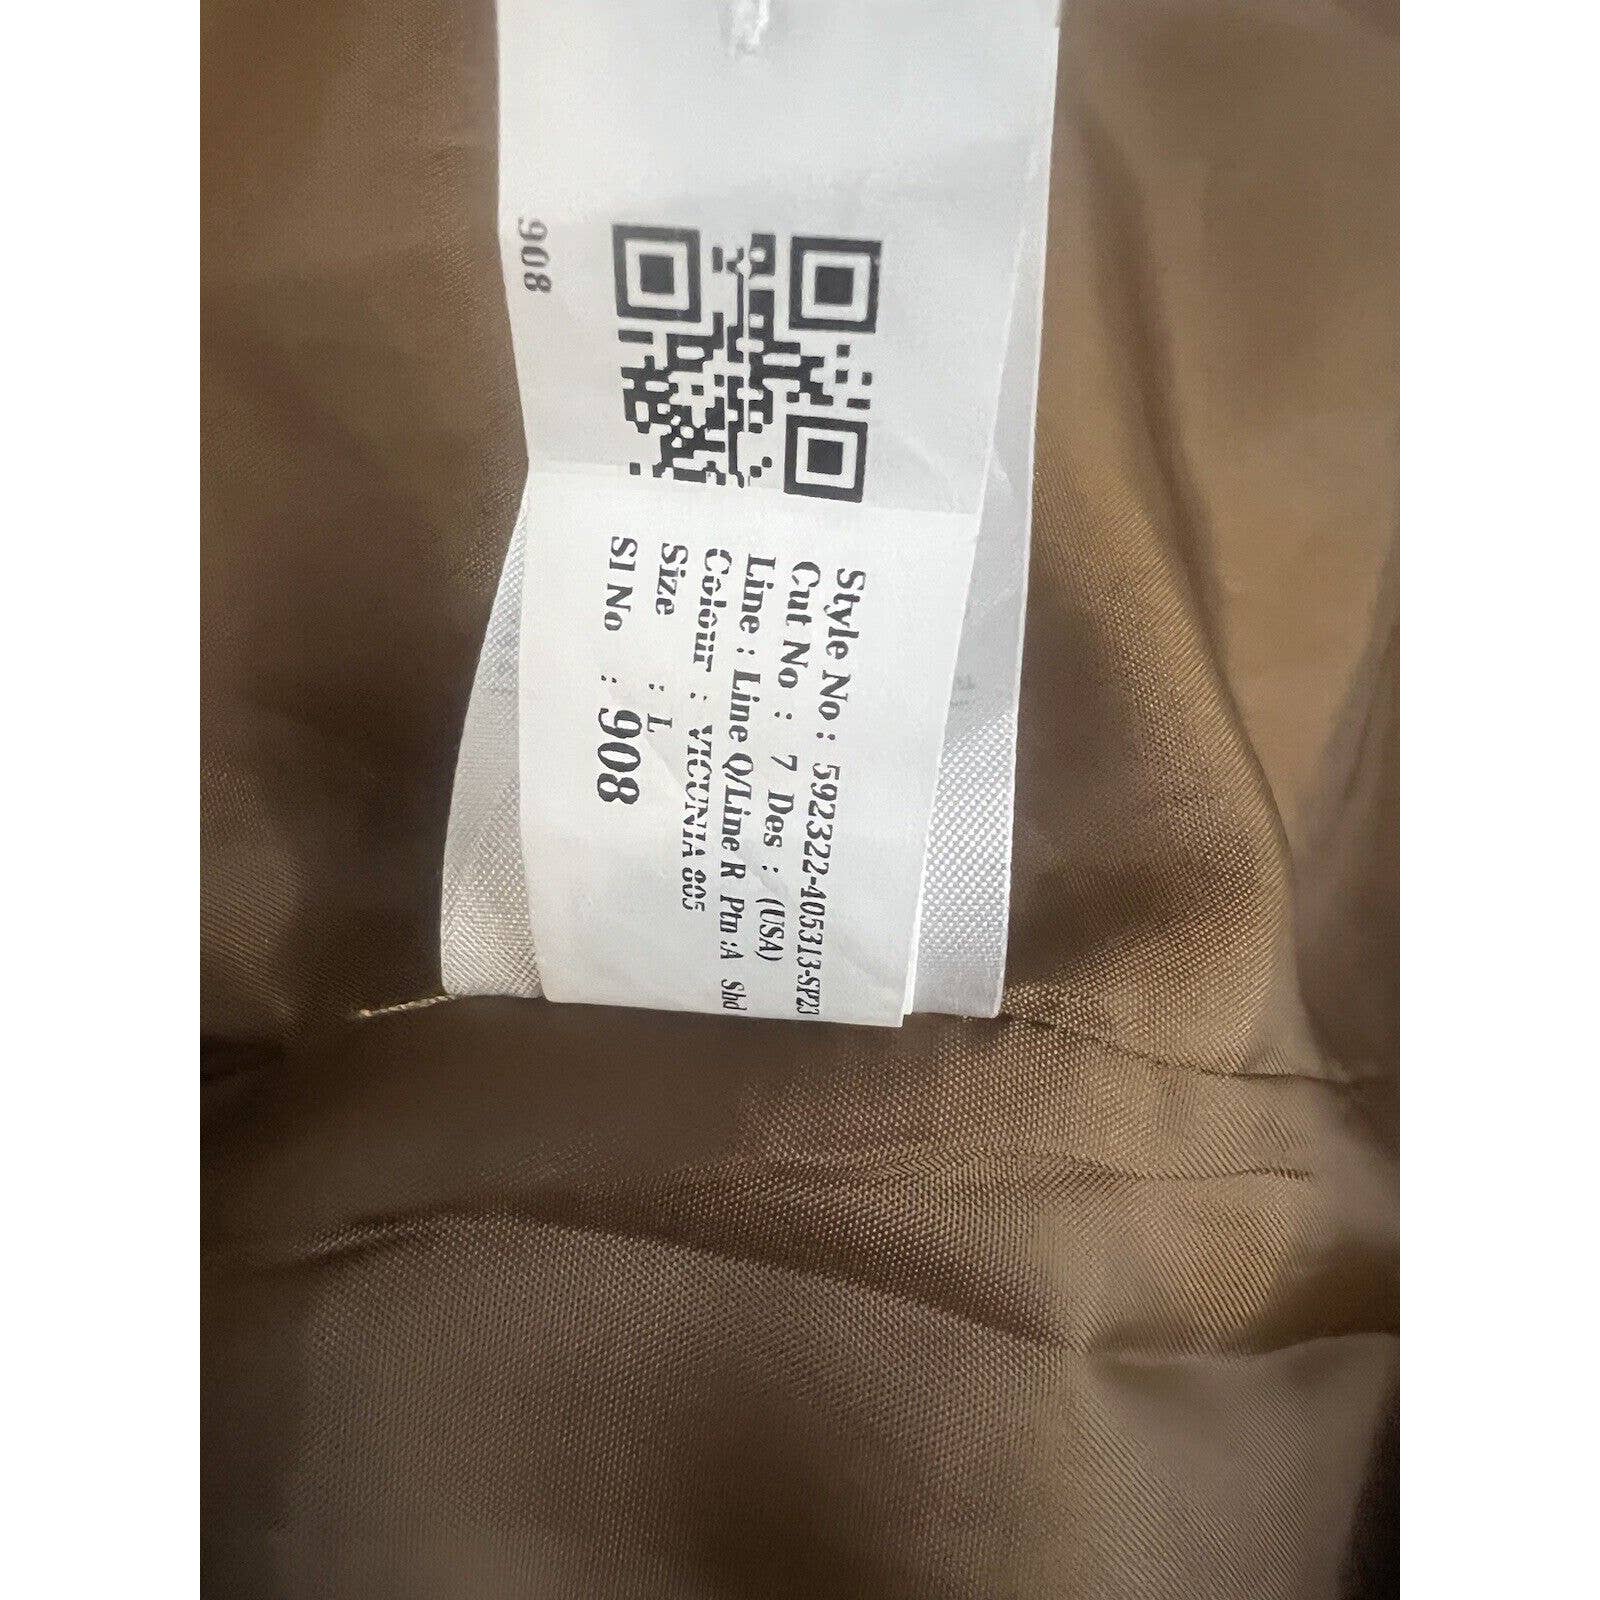 908
Style No : 592322-405313-SP23
Cut No : 7 Des : (USA)
Line : Line Q/Line R Ptn :A Shd
Colour : VICUNIA 805
Size : L
Sl No : 908